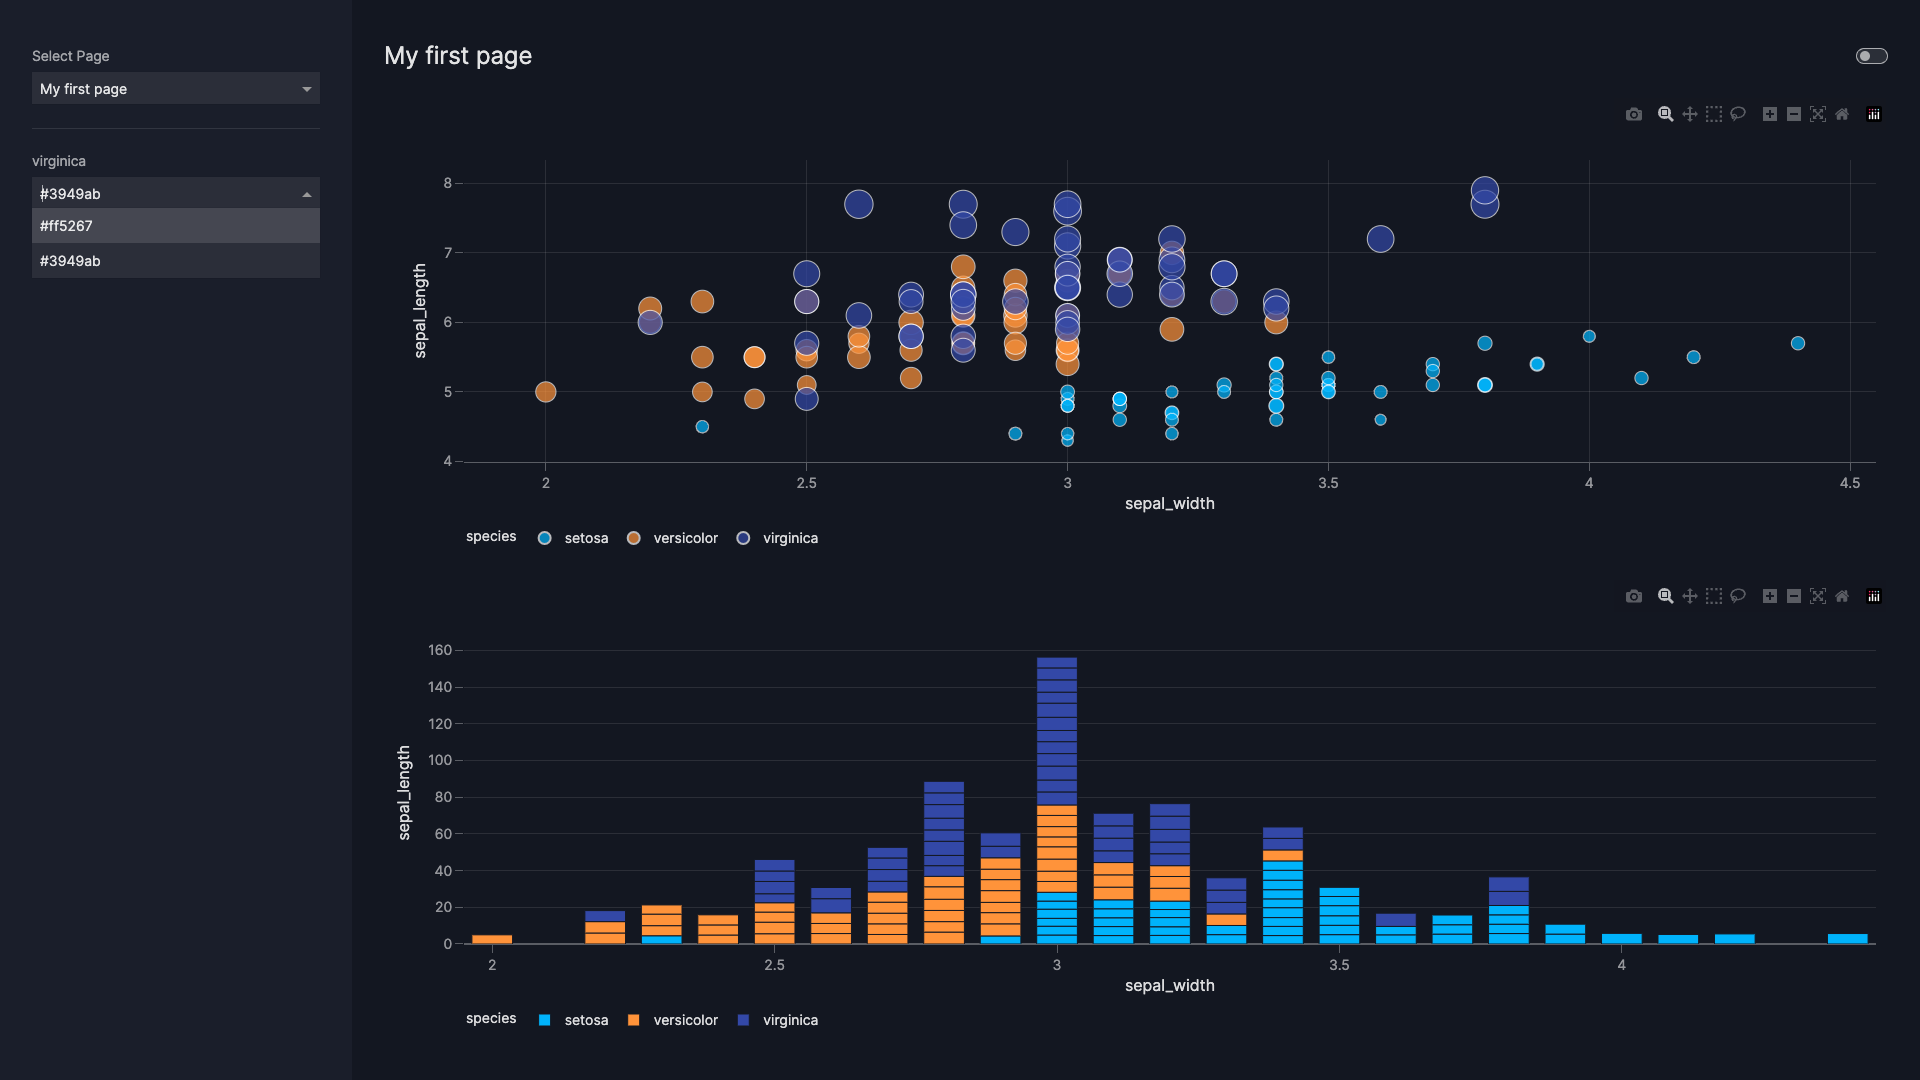 Select Page
My first page
virginica
#3949ab
#ff5267
#3949ab
My first page
8
7
6
5
4
sepal_length
2
2.5
3
3.5
4
4.5
sepal_width
species
setosa
versicolor
virginica
160
140
120
100
80
60
40
20
0
sepal_length
2
2.5
3
3.5
4
sepal_width
species
setosa
versicolor
virginica